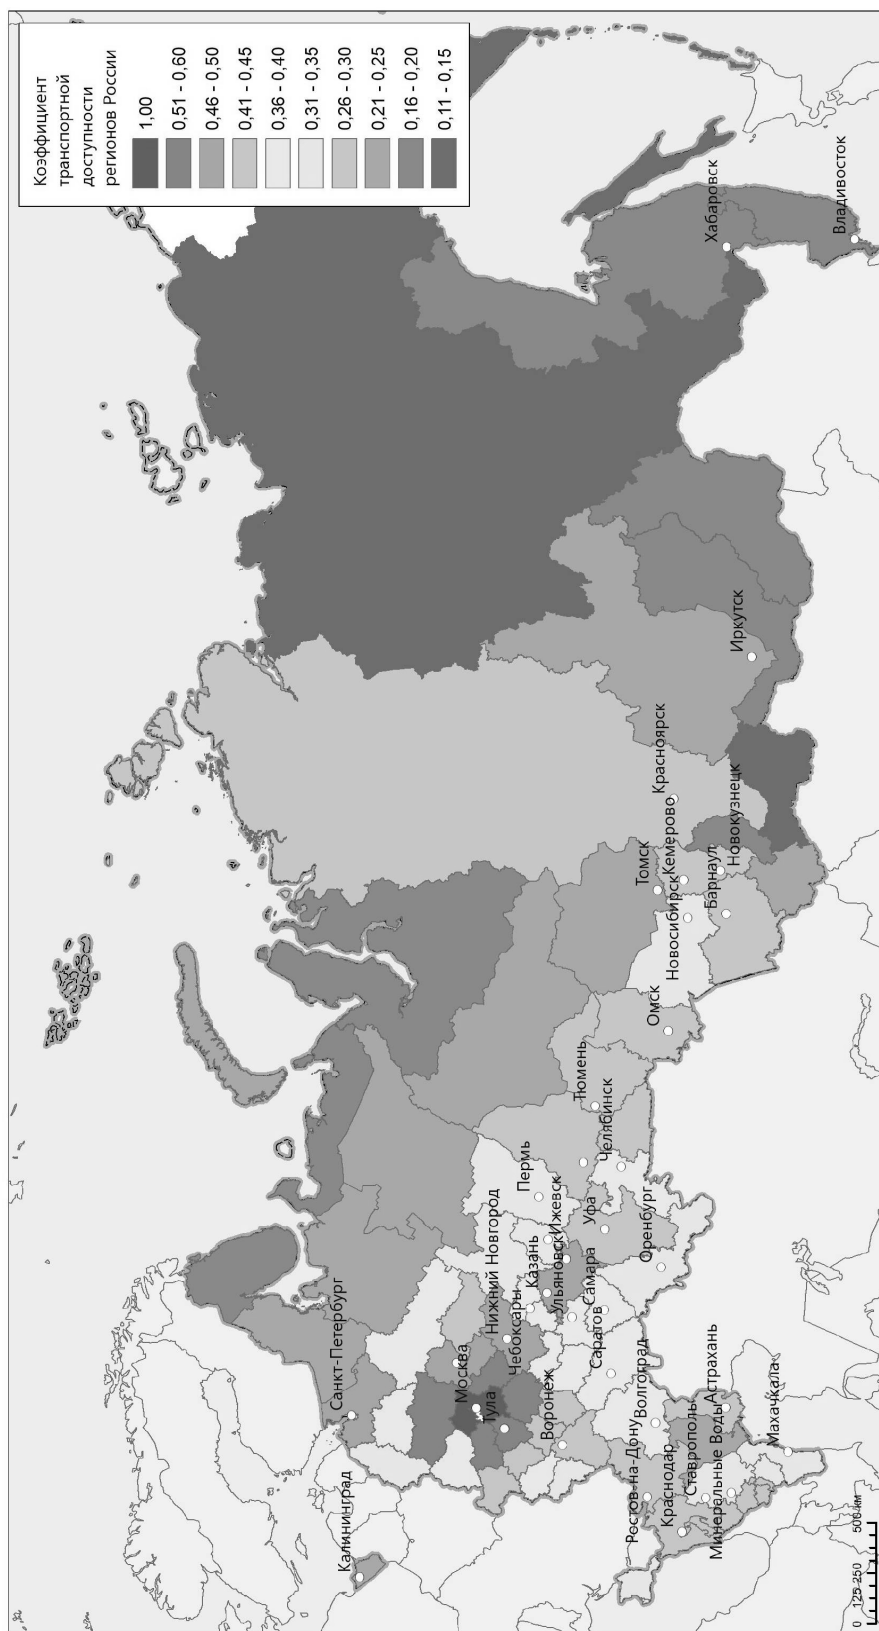 Коэффициент
транспортной
доступности
регионов России
1,00
0,51 - 0,60
0,46 - 0,50
0,41 - 0,45
0,36 - 0,40
0,31 - 0,35
0,26 - 0,30
0,21 - 0,25
0,16 - 0,20
0,11 - 0,15
Калининград
Санкт-Петербург
Москва
Тула
Нижний Новгород
Чебоксары
Казань
Ульяновск
Ижевск
Пермь
Воронеж
Саратов
Самара
Уфа
Оренбург
Челябинск
Тюмень
Омск
Томск
Новосибирск
Кемерово
Красноярск
Барнаул
Новокузнецк
Иркутск
Хабаровск
Владивосток
Ростов-на-Дону
Волгоград
Краснодар
Ставрополь
Астрахань
Минеральные Воды
Махачкала
0 125 250 500 км